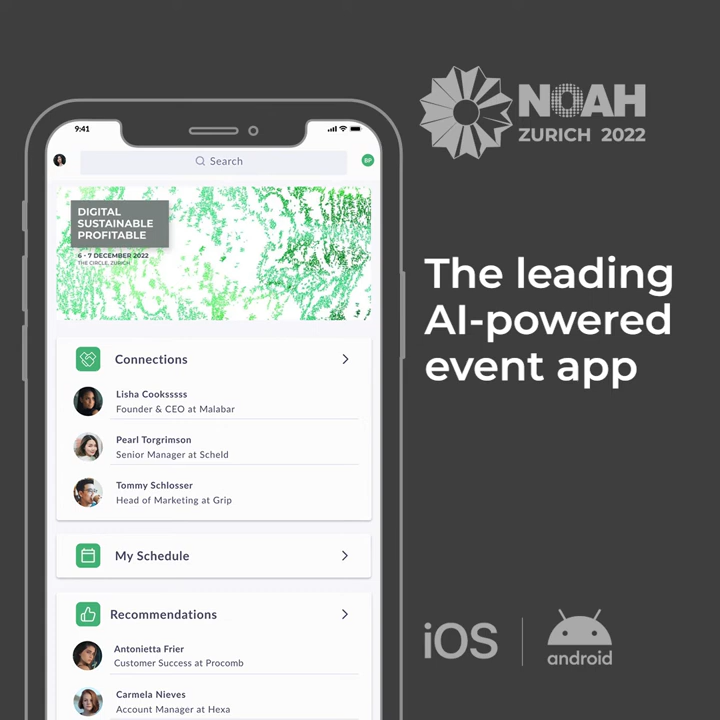 NOAH
ZURICH 2022
9:41
Search
BP
DIGITAL
SUSTAINABLE
PROFITABLE
6 - 7 DECEMBER 2022
THE CIRCLE, ZURICH
Connections
Lisha Cooksssss
Founder & CEO at Malabar
Pearl Torgrimson
Senior Manager at Scheld
Tommy Schlosser
Head of Marketing at Grip
My Schedule
Recommendations
Antonietta Frier
Customer Success at Procomb
Carmela Nieves
Account Manager at Hexa
The leading
AI-powered
event app
iOS
android